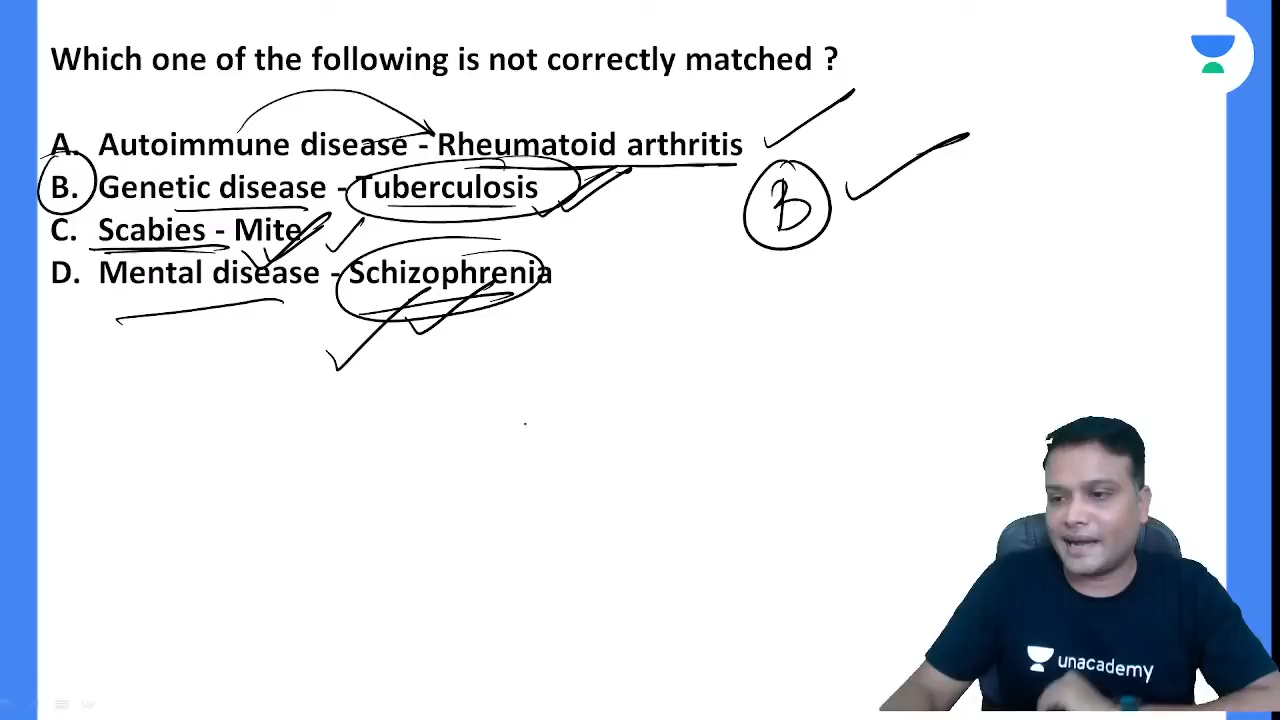 Which one of the following is not correctly matched ?
A. Autoimmune disease - Rheumatoid arthritis
B. Genetic disease - Tuberculosis
B
C. Scabies - Mite
D. Mental disease - Schizophrenia
unacademy